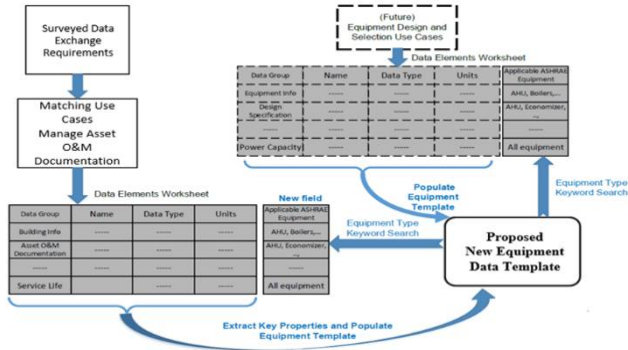 Surveyed Data
Exchange
Requirements
Matching Use
Cases
Manage Asset
O&M
Documentation
Data Elements Worksheet
Data Group
Name
Data Type
Units
Building Info
-----
-----
-----
Asset O&M
Documentation
-----
-----
-----
-----
-----
-----
-----
Service Life
-----
-----
-----
New field
Applicable ASHRAE
Equipment
AHU, Boilers,...
AHU, Economizer,
..,
-----
All equipment
(Future)
Equipment Design and
Selection Use Cases
Data Elements Worksheet
Data Group
Name
Data Type
Units
Equipment Info
-----
-----
-----
Design
Specification
-----
-----
-----
-----
-----
-----
-----
Power Capacity
-----
-----
-----
Applicable ASHRAE
Equipment
AHU, Boilers,...
AHU, Economizer,
..,
-----
All equipment
Populate
Equipment
Template
Equipment Type
Keyword Search
Equipment Type
Keyword Search
Proposed
New Equipment
Data Template
Extract Key Properties and Populate
Equipment Template